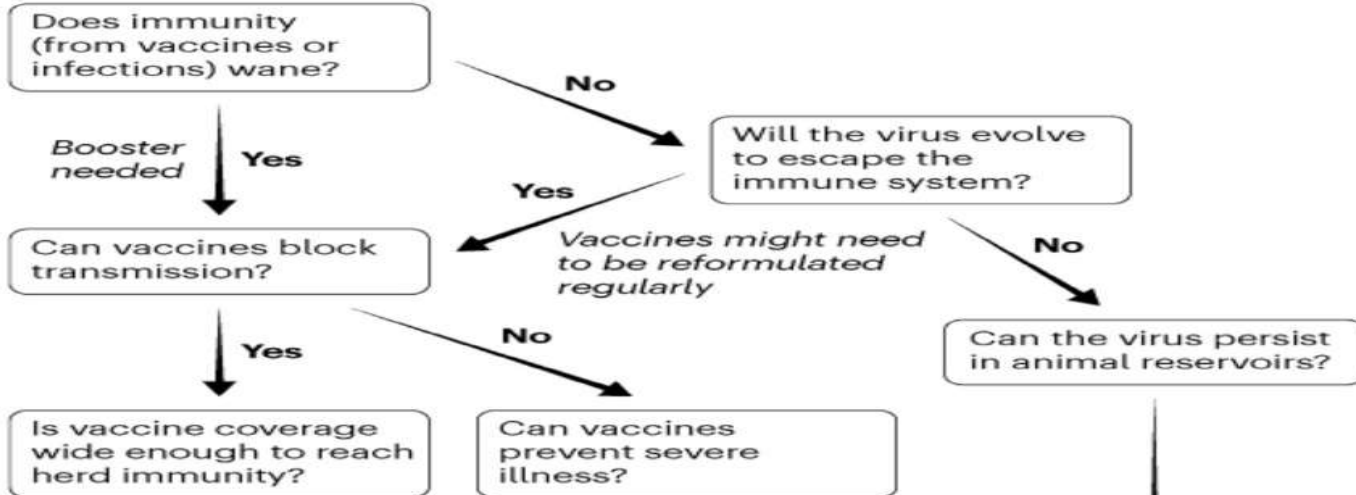 Does immunity
(from vaccines or
infections) wane?
No
Booster
needed
Yes
Will the virus evolve
to escape the
immune system?
Yes
Vaccines might need
to be reformulated
regularly
No
Can vaccines block
transmission?
Yes
No
Can the virus persist
in animal reservoirs?
Is vaccine coverage
wide enough to reach
herd immunity?
Can vaccines
prevent severe
illness?